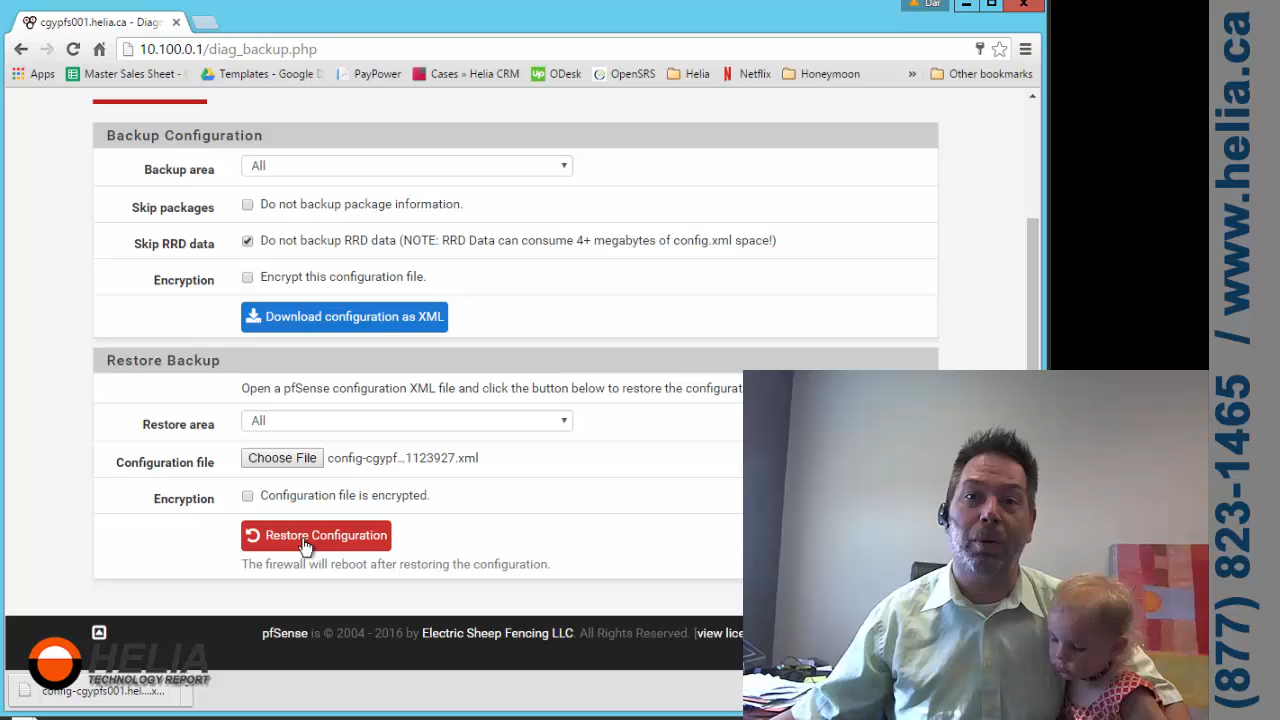 cgypfs001.helia.ca - Diagn
Dar
10.100.0.1/diag_backup.php
Apps
Master Sales Sheet -
Templates - Google D
PayPower
Cases » Helia CRM
ODesk
OpenSRS
Helia
Netflix
Honeymoon
»
Other bookmarks
Backup Configuration
Backup area
All
Skip packages
Do not backup package information.
Skip RRD data
Do not backup RRD data (NOTE: RRD Data can consume 4+ megabytes of config.xml space!)
Encryption
Encrypt this configuration file.
Download configuration as XML
Restore Backup
Open a pfSense configuration XML file and click the button below to restore the configurat
Restore area
All
Configuration file
Choose File
config-cgypf...1123927.xml
Encryption
Configuration file is encrypted.
Restore Configuration
The firewall will reboot after restoring the configuration.
pfSense is © 2004 - 2016 by Electric Sheep Fencing LLC. All Rights Reserved. [view lice
HELIA
TECHNOLOGY REPORT
config-cgypfs001.hel....x...
(877) 823-1465 / www.helia.ca